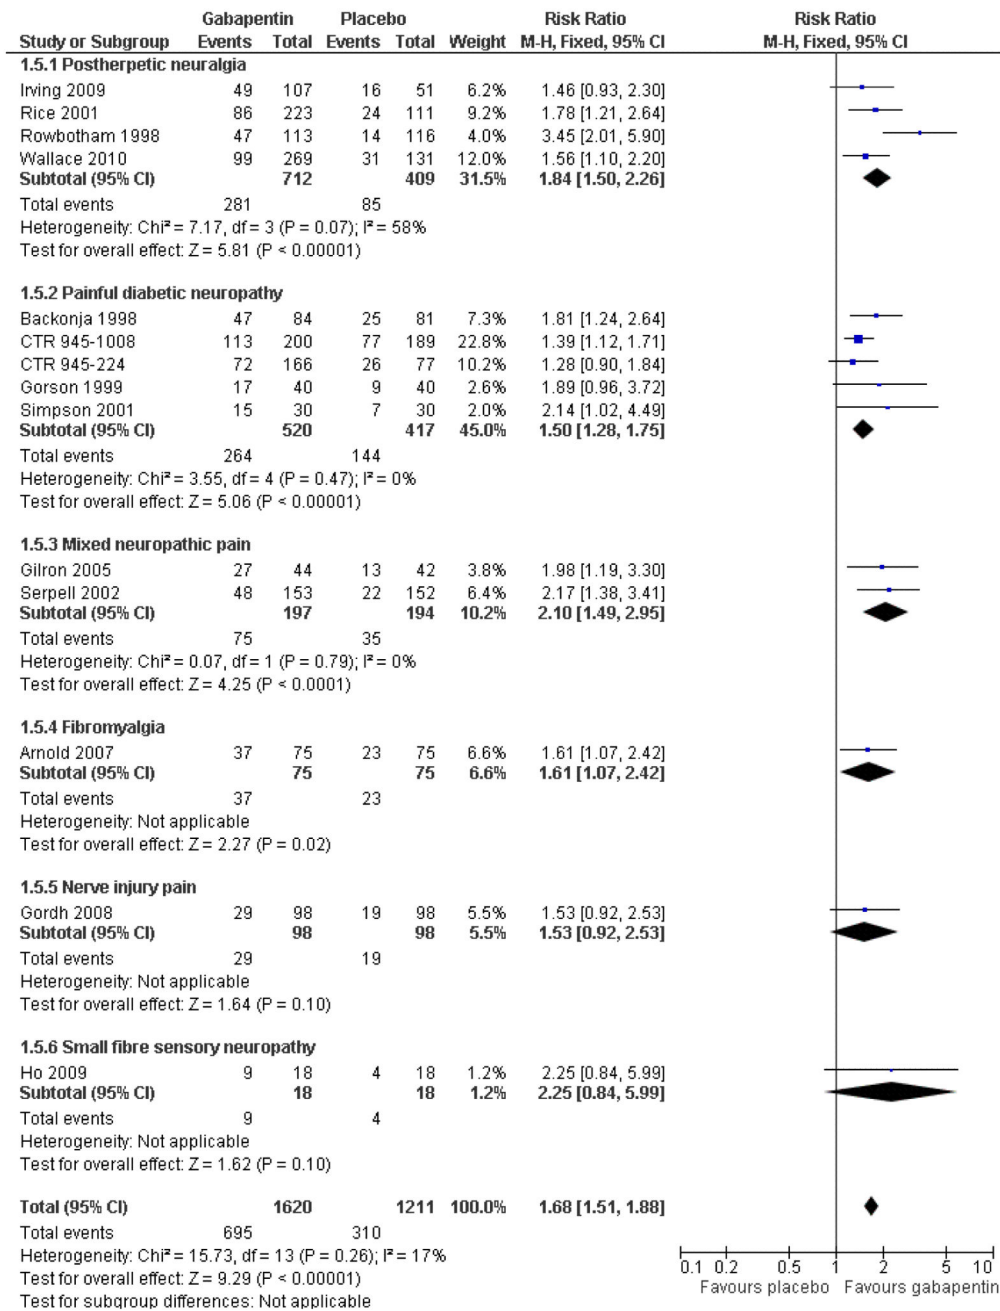 Gabapentin Placebo Risk Ratio Risk Ratio
Study or Subgroup Events Total Events Total Weight M-H, Fixed, 95% CI M-H, Fixed, 95% CI
1.5.1 Postherpetic neuralgia
Irving 2009 49 107 16 51 6.2% 1.46 [0.93, 2.30]
Rice 2001 86 223 24 111 9.2% 1.78 [1.21, 2.64]
Rowbotham 1998 47 113 14 116 4.0% 3.45 [2.01, 5.90]
Wallace 2010 99 269 31 131 12.0% 1.56 [1.10, 2.20]
Subtotal (95% CI) 712 409 31.5% 1.84 [1.50, 2.26]
Total events 281 85
Heterogeneity: Chi² = 7.17, df = 3 (P = 0.07); I² = 58%
Test for overall effect: Z = 5.81 (P < 0.00001)
1.5.2 Painful diabetic neuropathy
Backonja 1998 47 84 25 81 7.3% 1.81 [1.24, 2.64]
CTR 945-1008 113 200 77 189 22.8% 1.39 [1.12, 1.71]
CTR 945-224 72 166 26 77 10.2% 1.28 [0.90, 1.84]
Gorson 1999 17 40 9 40 2.6% 1.89 [0.96, 3.72]
Simpson 2001 15 30 7 30 2.0% 2.14 [1.02, 4.49]
Subtotal (95% CI) 520 417 45.0% 1.50 [1.28, 1.75]
Total events 264 144
Heterogeneity: Chi² = 3.55, df = 4 (P = 0.47); I² = 0%
Test for overall effect: Z = 5.06 (P < 0.00001)
1.5.3 Mixed neuropathic pain
Gilron 2005 27 44 13 42 3.8% 1.98 [1.19, 3.30]
Serpell 2002 48 153 22 152 6.4% 2.17 [1.38, 3.41]
Subtotal (95% CI) 197 194 10.2% 2.10 [1.49, 2.95]
Total events 75 35
Heterogeneity: Chi² = 0.07, df = 1 (P = 0.79); I² = 0%
Test for overall effect: Z = 4.25 (P < 0.0001)
1.5.4 Fibromyalgia
Arnold 2007 37 75 23 75 6.6% 1.61 [1.07, 2.42]
Subtotal (95% CI) 75 75 6.6% 1.61 [1.07, 2.42]
Total events 37 23
Heterogeneity: Not applicable
Test for overall effect: Z = 2.27 (P = 0.02)
1.5.5 Nerve injury pain
Gordh 2008 29 98 19 98 5.5% 1.53 [0.92, 2.53]
Subtotal (95% CI) 98 98 5.5% 1.53 [0.92, 2.53]
Total events 29 19
Heterogeneity: Not applicable
Test for overall effect: Z = 1.64 (P = 0.10)
1.5.6 Small fibre sensory neuropathy
Ho 2009 9 18 4 18 1.2% 2.25 [0.84, 5.99]
Subtotal (95% CI) 18 18 1.2% 2.25 [0.84, 5.99]
Total events 9 4
Heterogeneity: Not applicable
Test for overall effect: Z = 1.62 (P = 0.10)
Total (95% CI) 1620 1211 100.0% 1.68 [1.51, 1.88]
Total events 695 310
Heterogeneity: Chi² = 15.73, df = 13 (P = 0.26); I² = 17%
Test for overall effect: Z = 9.29 (P < 0.00001)
Test for subgroup differences: Not applicable
0.1 0.2 0.5 1 2 5 10
Favours placebo Favours gabapentin